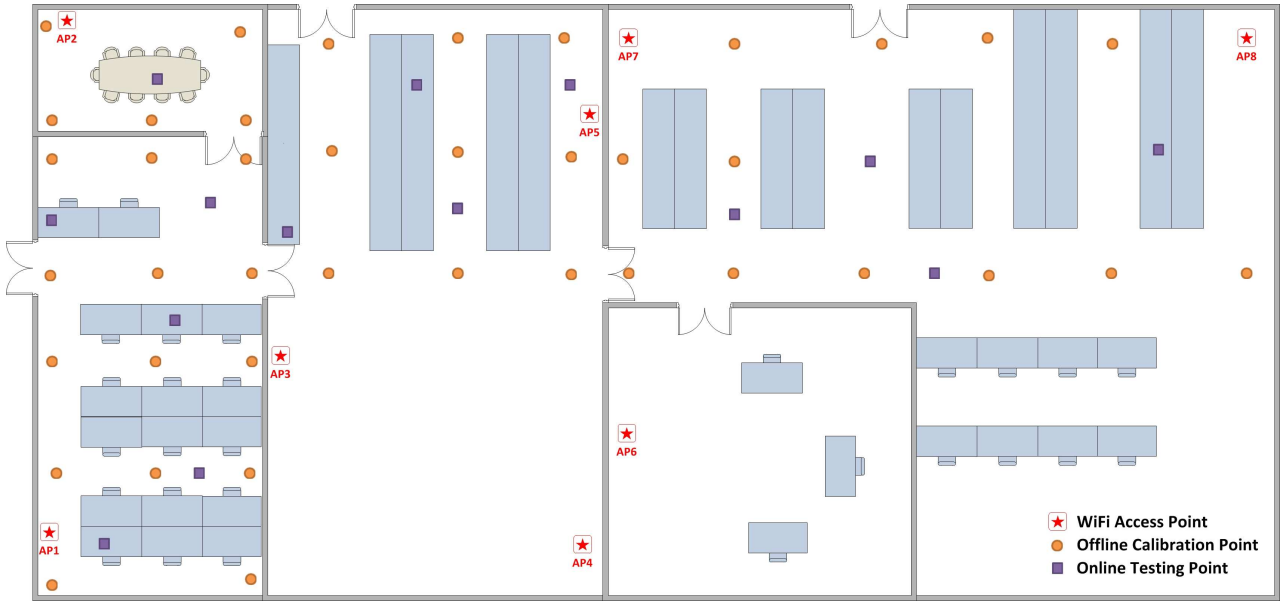 AP2
AP7
AP8
AP5
AP3
AP6
AP1
AP4
WiFi Access Point
Offline Calibration Point
Online Testing Point